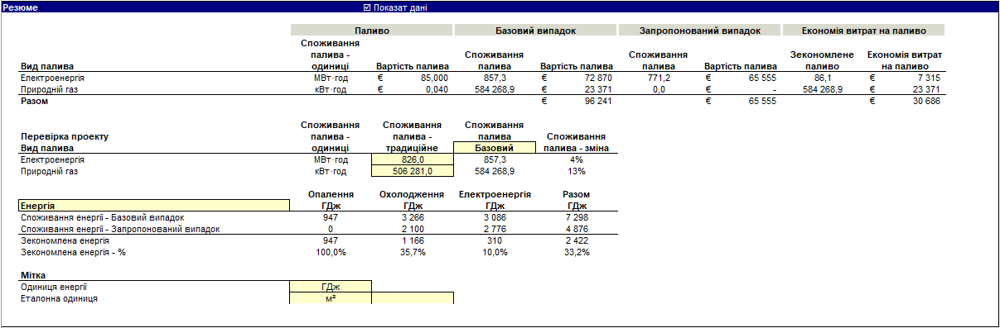 Резюме ☑ Показат дані
Паливо Базовий випадок Запропонований випадок Економія витрат на паливо
Споживання
палива - Споживання Споживання Зекономлене Економія витрат
Вид палива одиниці Вартість палива палива Вартість палива палива Вартість палива паливо на паливо
Електроенергія МВт·год € 85,000 857,3 € 72 870 771,2 € 65 555 86,1 € 7 315
Природній газ кВт·год € 0,040 584 268,9 € 23 371 0,0 € - 584 268,9 € 23 371
Разом € 96 241 € 65 555 € 30 686
Споживання Споживання Споживання
Перевірка проекту палива - палива - палива Споживання
Вид палива одиниці традиційне Базовий палива - зміна
Електроенергія МВт·год 826,0 857,3 4%
Природній газ кВт·год 506 281,0 584 268,9 13%
Опалення Охолодження Електроенергія Разом
Енергія ГДж ГДж ГДж ГДж
Споживання енергії - Базовий випадок 947 3 266 3 086 7 298
Споживання енергії - Запропонований випадок 0 2 100 2 776 4 876
Зекономлена енергія 947 1 166 310 2 422
Зекономлена енергія - % 100,0% 35,7% 10,0% 33,2%
Мітка
Одиниця енергії ГДж
Еталонна одиниця м²